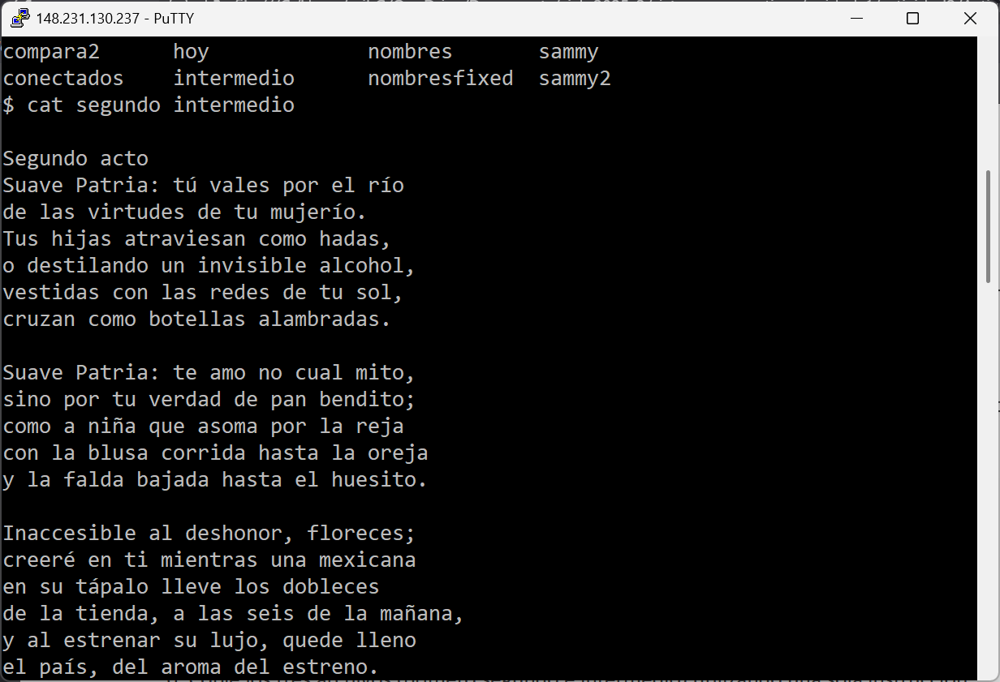 148.231.130.237 - PuTTY
compara2 hoy nombres sammy
conectados intermedio nombresfixed sammy2
$ cat segundo intermedio
Segundo acto
Suave Patria: tú vales por el río
de las virtudes de tu mujerío.
Tus hijas atraviesan como hadas,
o destilando un invisible alcohol,
vestidas con las redes de tu sol,
cruzan como botellas alambradas.
Suave Patria: te amo no cual mito,
sino por tu verdad de pan bendito;
como a niña que asoma por la reja
con la blusa corrida hasta la oreja
y la falda bajada hasta el huesito.
Inaccesible al deshonor, floreces;
creeré en ti mientras una mexicana
en su tápalo lleve los dobleces
de la tienda, a las seis de la mañana,
y al estrenar su lujo, quede lleno
el país, del aroma del estreno.